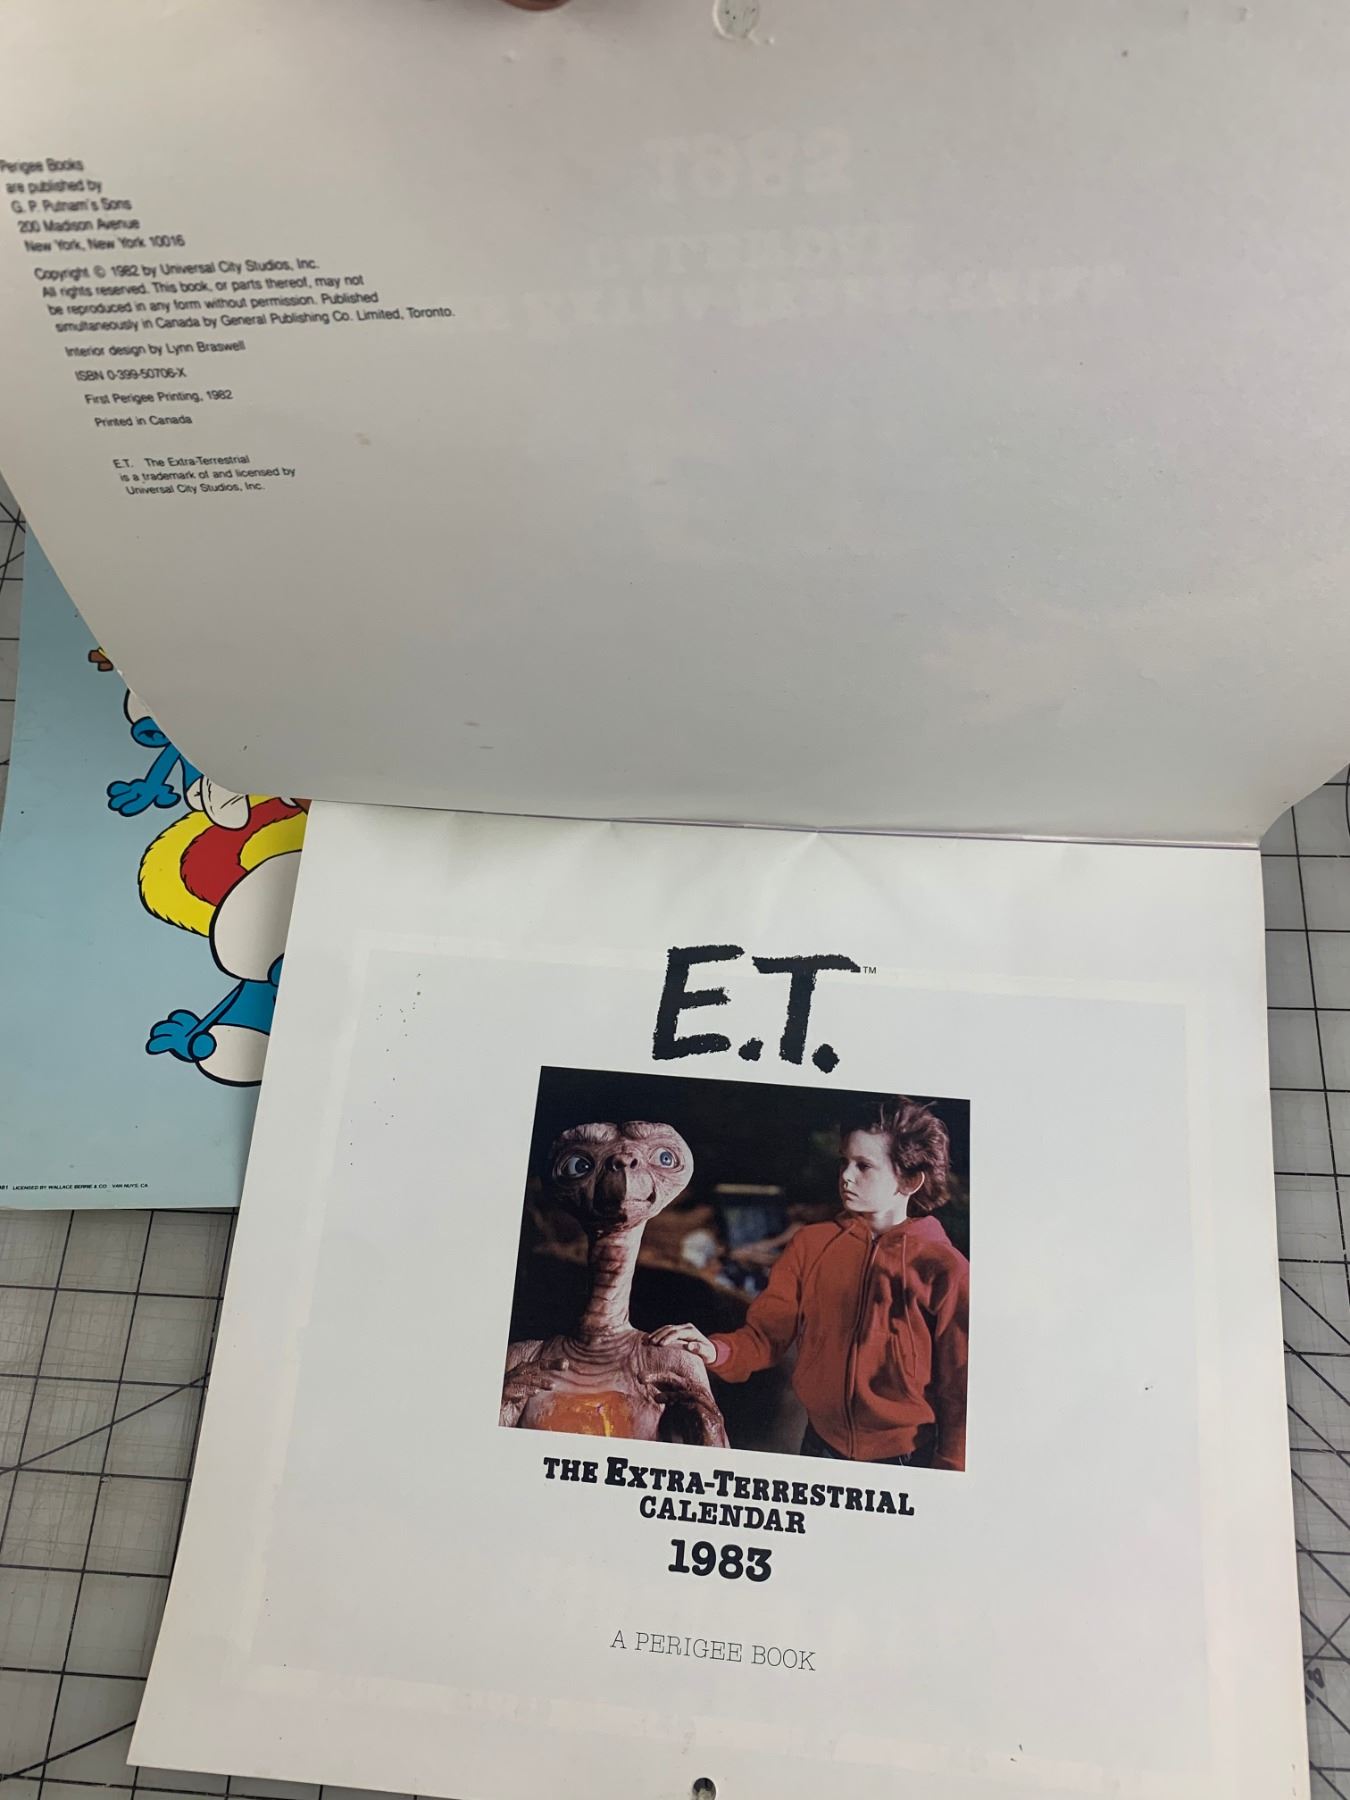 Perigee Books
are published by
G. P. Putnam's Sons
200 Madison Avenue
New York, New York 10016
Copyright © 1982 by Universal City Studios, Inc.
All rights reserved. This book, or parts thereof, may not
be reproduced in any form without permission. Published
simultaneously in Canada by General Publishing Co. Limited, Toronto.
Interior design by Lynn Braswell
ISBN 0-399-50706-X
First Perigee Printing, 1982
Printed in Canada
E.T. The Extra-Terrestrial
is a trademark of and licensed by
Universal City Studios, Inc.
LICENSED BY WALLACE BERRIE & CO VAN NUYS, CA
E.T.™
THE EXTRA-TERRESTRIAL
CALENDAR
1983
A PERIGEE BOOK